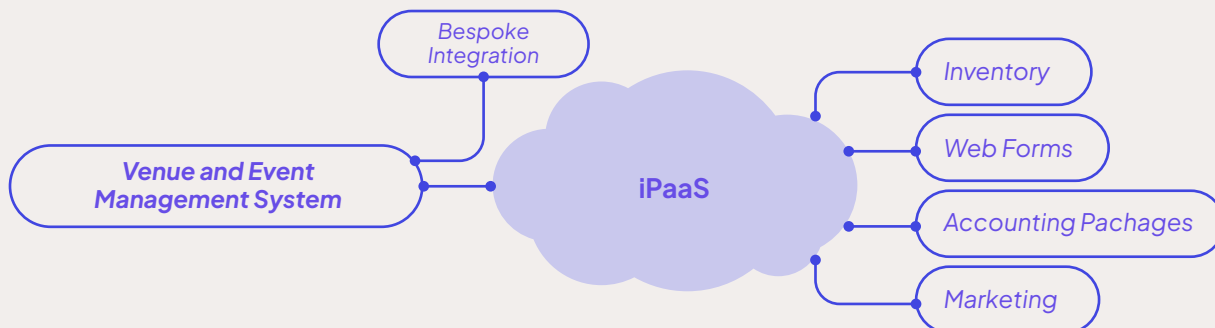 Bespoke
Integration
Venue and Event
Management System
iPaaS
Inventory
Web Forms
Accounting Pachages
Marketing